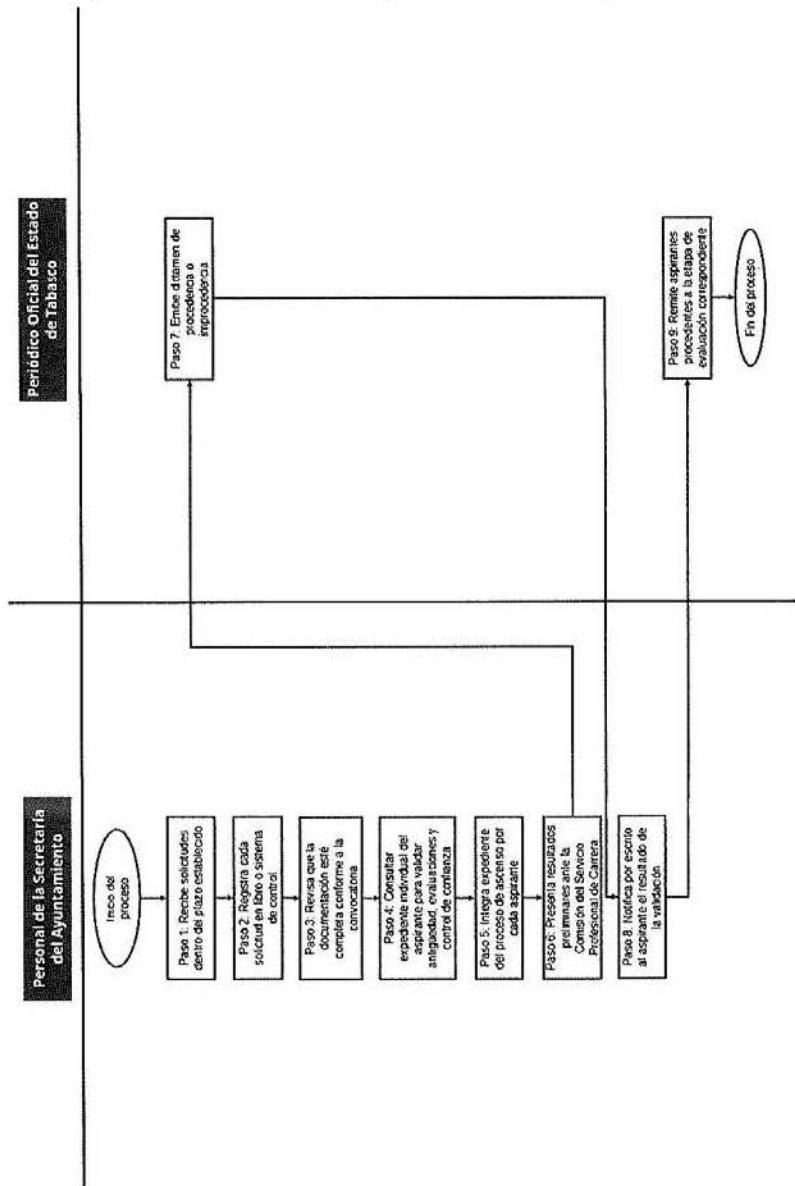 Personal de la Secretaría
del Ayuntamiento
Periódico Oficial del Estado
de Tabasco
Inicio del
proceso
Paso 1: Recibe solicitudes
dentro del plazo establecido
Paso 2: Registra cada
solicitud en libro o sistema
de control
Paso 3: Revisa que la
documentación esté
completa conforme a la
convocatoria
Paso 4: Consultar
expediente individual del
aspirante para validar
antigüedad, evaluaciones y
control de confianza
Paso 5: Integra expediente
del proceso de ascenso por
cada aspirante
Paso 6: Presenta resultados
preliminares ante la
Comisión del Servicio
Profesional de Carrera
Paso 7: Emite dictamen de
procedencia o
improcedencia
Paso 8: Notifica por escrito
al aspirante el resultado de
la validación
Paso 9: Remite aspirantes
procedentes a la etapa de
evaluación correspondiente
Fin del proceso